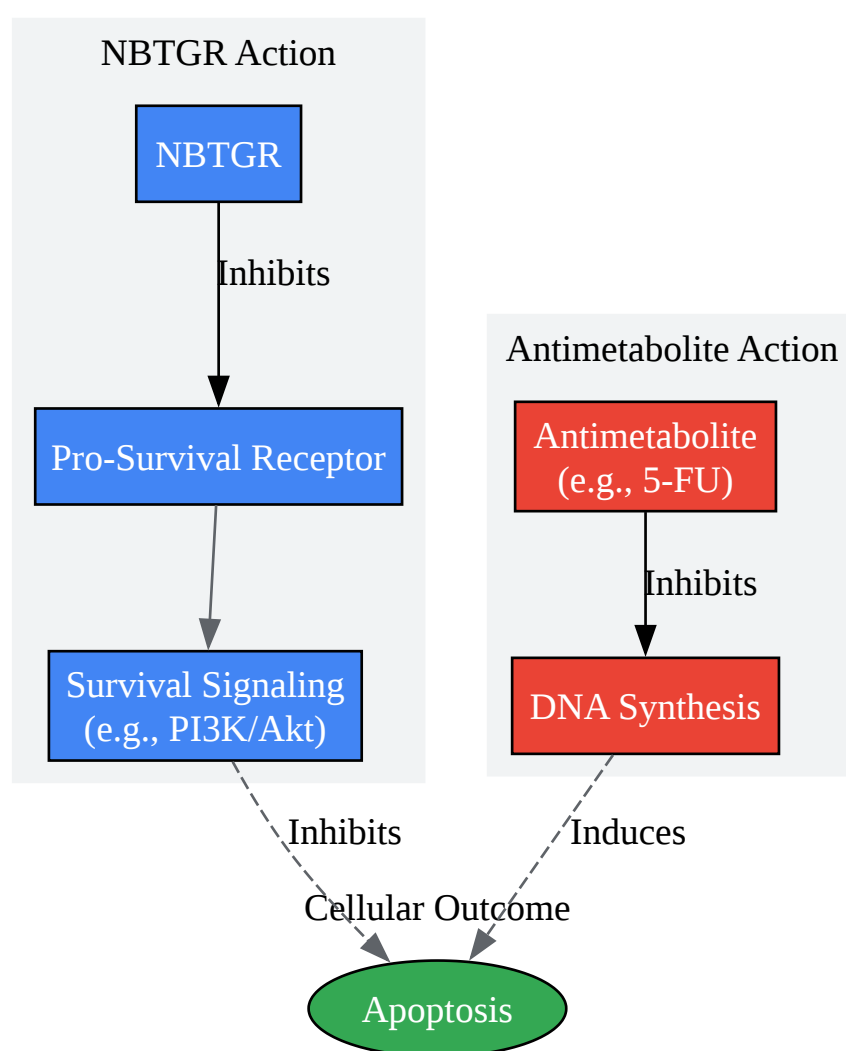 NBTGR Action
NBTGR
Inhibits
Pro-Survival Receptor
Survival Signaling
(e.g., PI3K/Akt)
Antimetabolite Action
Antimetabolite
(e.g., 5-FU)
Inhibits
DNA Synthesis
Inhibits
Induces
Cellular Outcome
Apoptosis